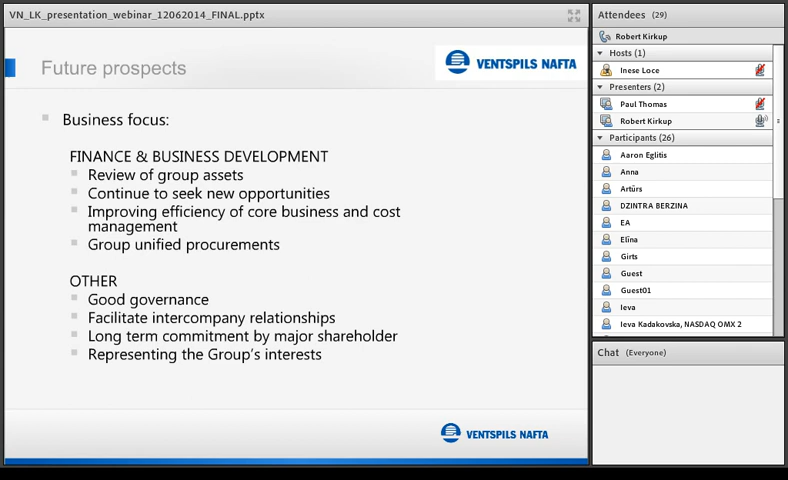 VN_LK_presentation_webinar_12062014_FINAL.pptx
Future prospects
VENTSPILS NAFTA
Business focus:
FINANCE & BUSINESS DEVELOPMENT
Review of group assets
Continue to seek new opportunities
Improving efficiency of core business and cost
management
Group unified procurements
OTHER
Good governance
Facilitate intercompany relationships
Long term commitment by major shareholder
Representing the Group's interests
VENTSPILS NAFTA
Attendees (29)
Robert Kirkup
Hosts (1)
Inese Loce
Presenters (2)
Paul Thomas
Robert Kirkup
Participants (26)
Aaron Eglitis
Anna
Artūrs
DZINTRA BERZINA
EA
Elīna
Girts
Guest
Guest01
Ieva
Ieva Kadakovska, NASDAQ OMX 2
Chat (Everyone)